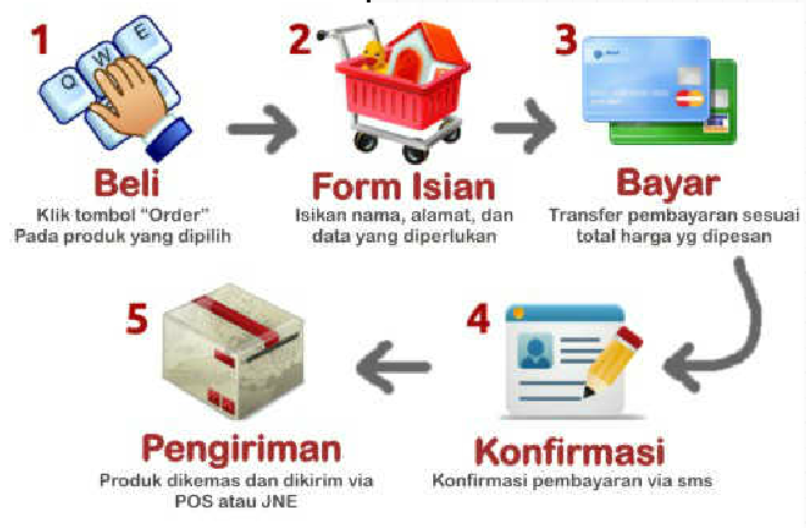 1
2
3
Q W E
Beli
Klik tombol "Order"
Pada produk yang dipilih
Form Isian
Isikan nama, alamat, dan
data yang diperlukan
Bayar
Transfer pembayaran sesuai
total harga yg dipesan
5
4
Pengiriman
Produk dikemas dan dikirim via
POS atau JNE
Konfirmasi
Konfirmasi pembayaran via sms